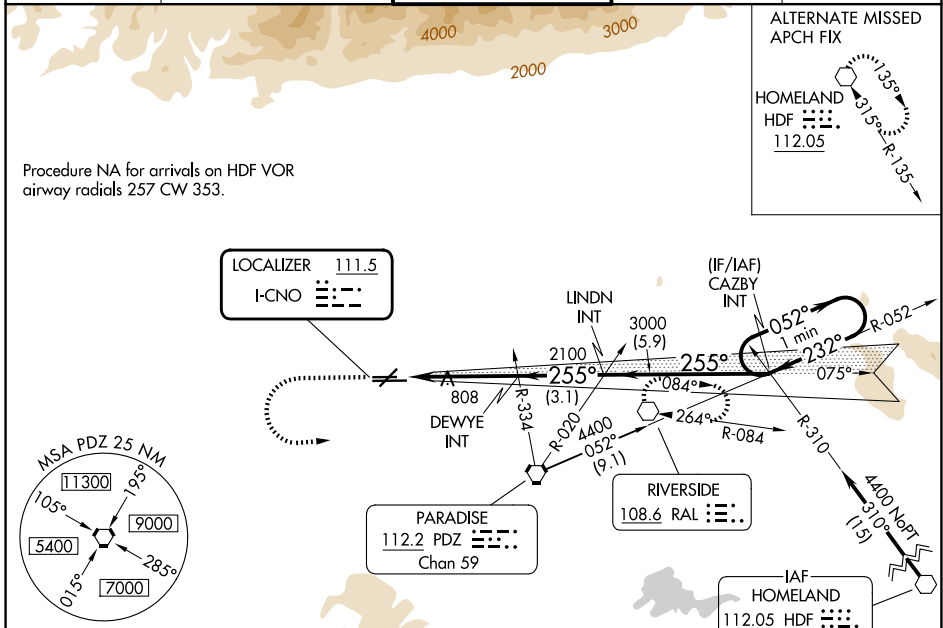 4000
3000
2000
ALTERNATE MISSED
APCH FIX
135°
HOMELAND
HDF
112.05
315°
R-135
Procedure NA for arrivals on HDF VOR
airway radials 257 CW 353.
LOCALIZER 111.5
I-CNO
(IF/IAF)
CAZBY
INT
LINDN
INT
052°
1 min
R-052
232°
3000
(5.9)
2100
255°
255°
075°
808
(3.1)
084°
DEWYE
INT
R-334
R-020
264°
R-084
R-310
4400
052°
(9.1)
MSA PDZ 25 NM
11300
195°
105°
9000
5400
285°
015°
7000
PARADISE
112.2 PDZ
Chan 59
RIVERSIDE
108.6 RAL
4400 NoPT
310°
(15)
IAF
HOMELAND
112.05 HDF